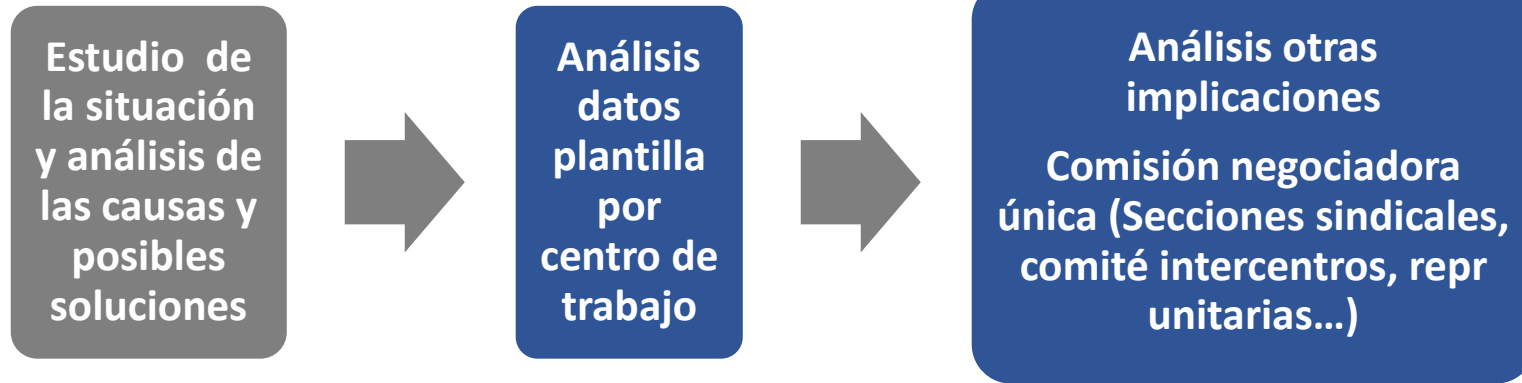 Estudio de
la situación
y análisis de
las causas y
posibles
soluciones
Análisis
datos
plantilla
por
centro de
trabajo
Análisis otras
implicaciones
Comisión negociadora
única (Secciones sindicales,
comité intercentros, repr
unitarias…)